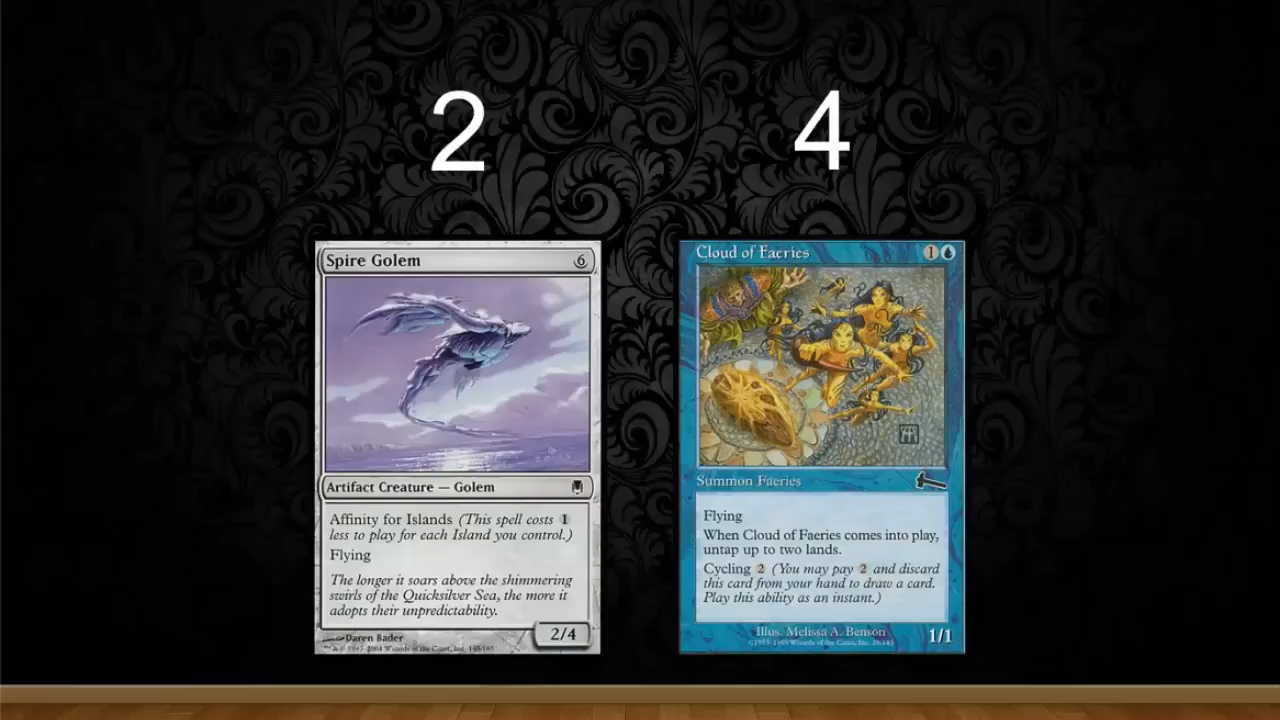 2
4
Spire Golem 6
Artifact Creature — Golem
Affinity for Islands (This spell costs 1
less to play for each Island you control.)
Flying
The longer it soars above the shimmering
swirls of the Quicksilver Sea, the more it
adopts their unpredictability.
2/4
Daren Bader
Cloud of Faeries 1
Summon Faeries
Flying
When Cloud of Faeries comes into play,
untap up to two lands.
Cycling 2 (You may pay 2 and discard
this card from your hand to draw a card.
Play this ability as an instant.)
Illus. Melissa A. Benson
1/1